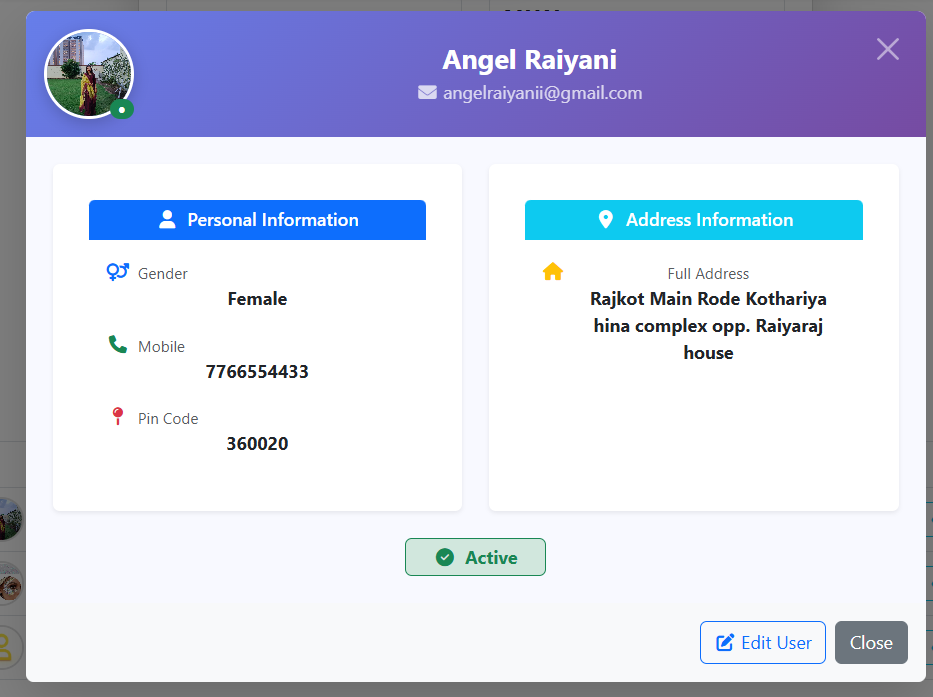 Angel Raiyani
angelraiyanii@gmail.com
Personal Information
Gender
Female
Mobile
7766554433
Pin Code
360020
Address Information
Full Address
Rajkot Main Rode Kothariya
hina complex opp. Raiyaraj
house
Active
Edit User
Close